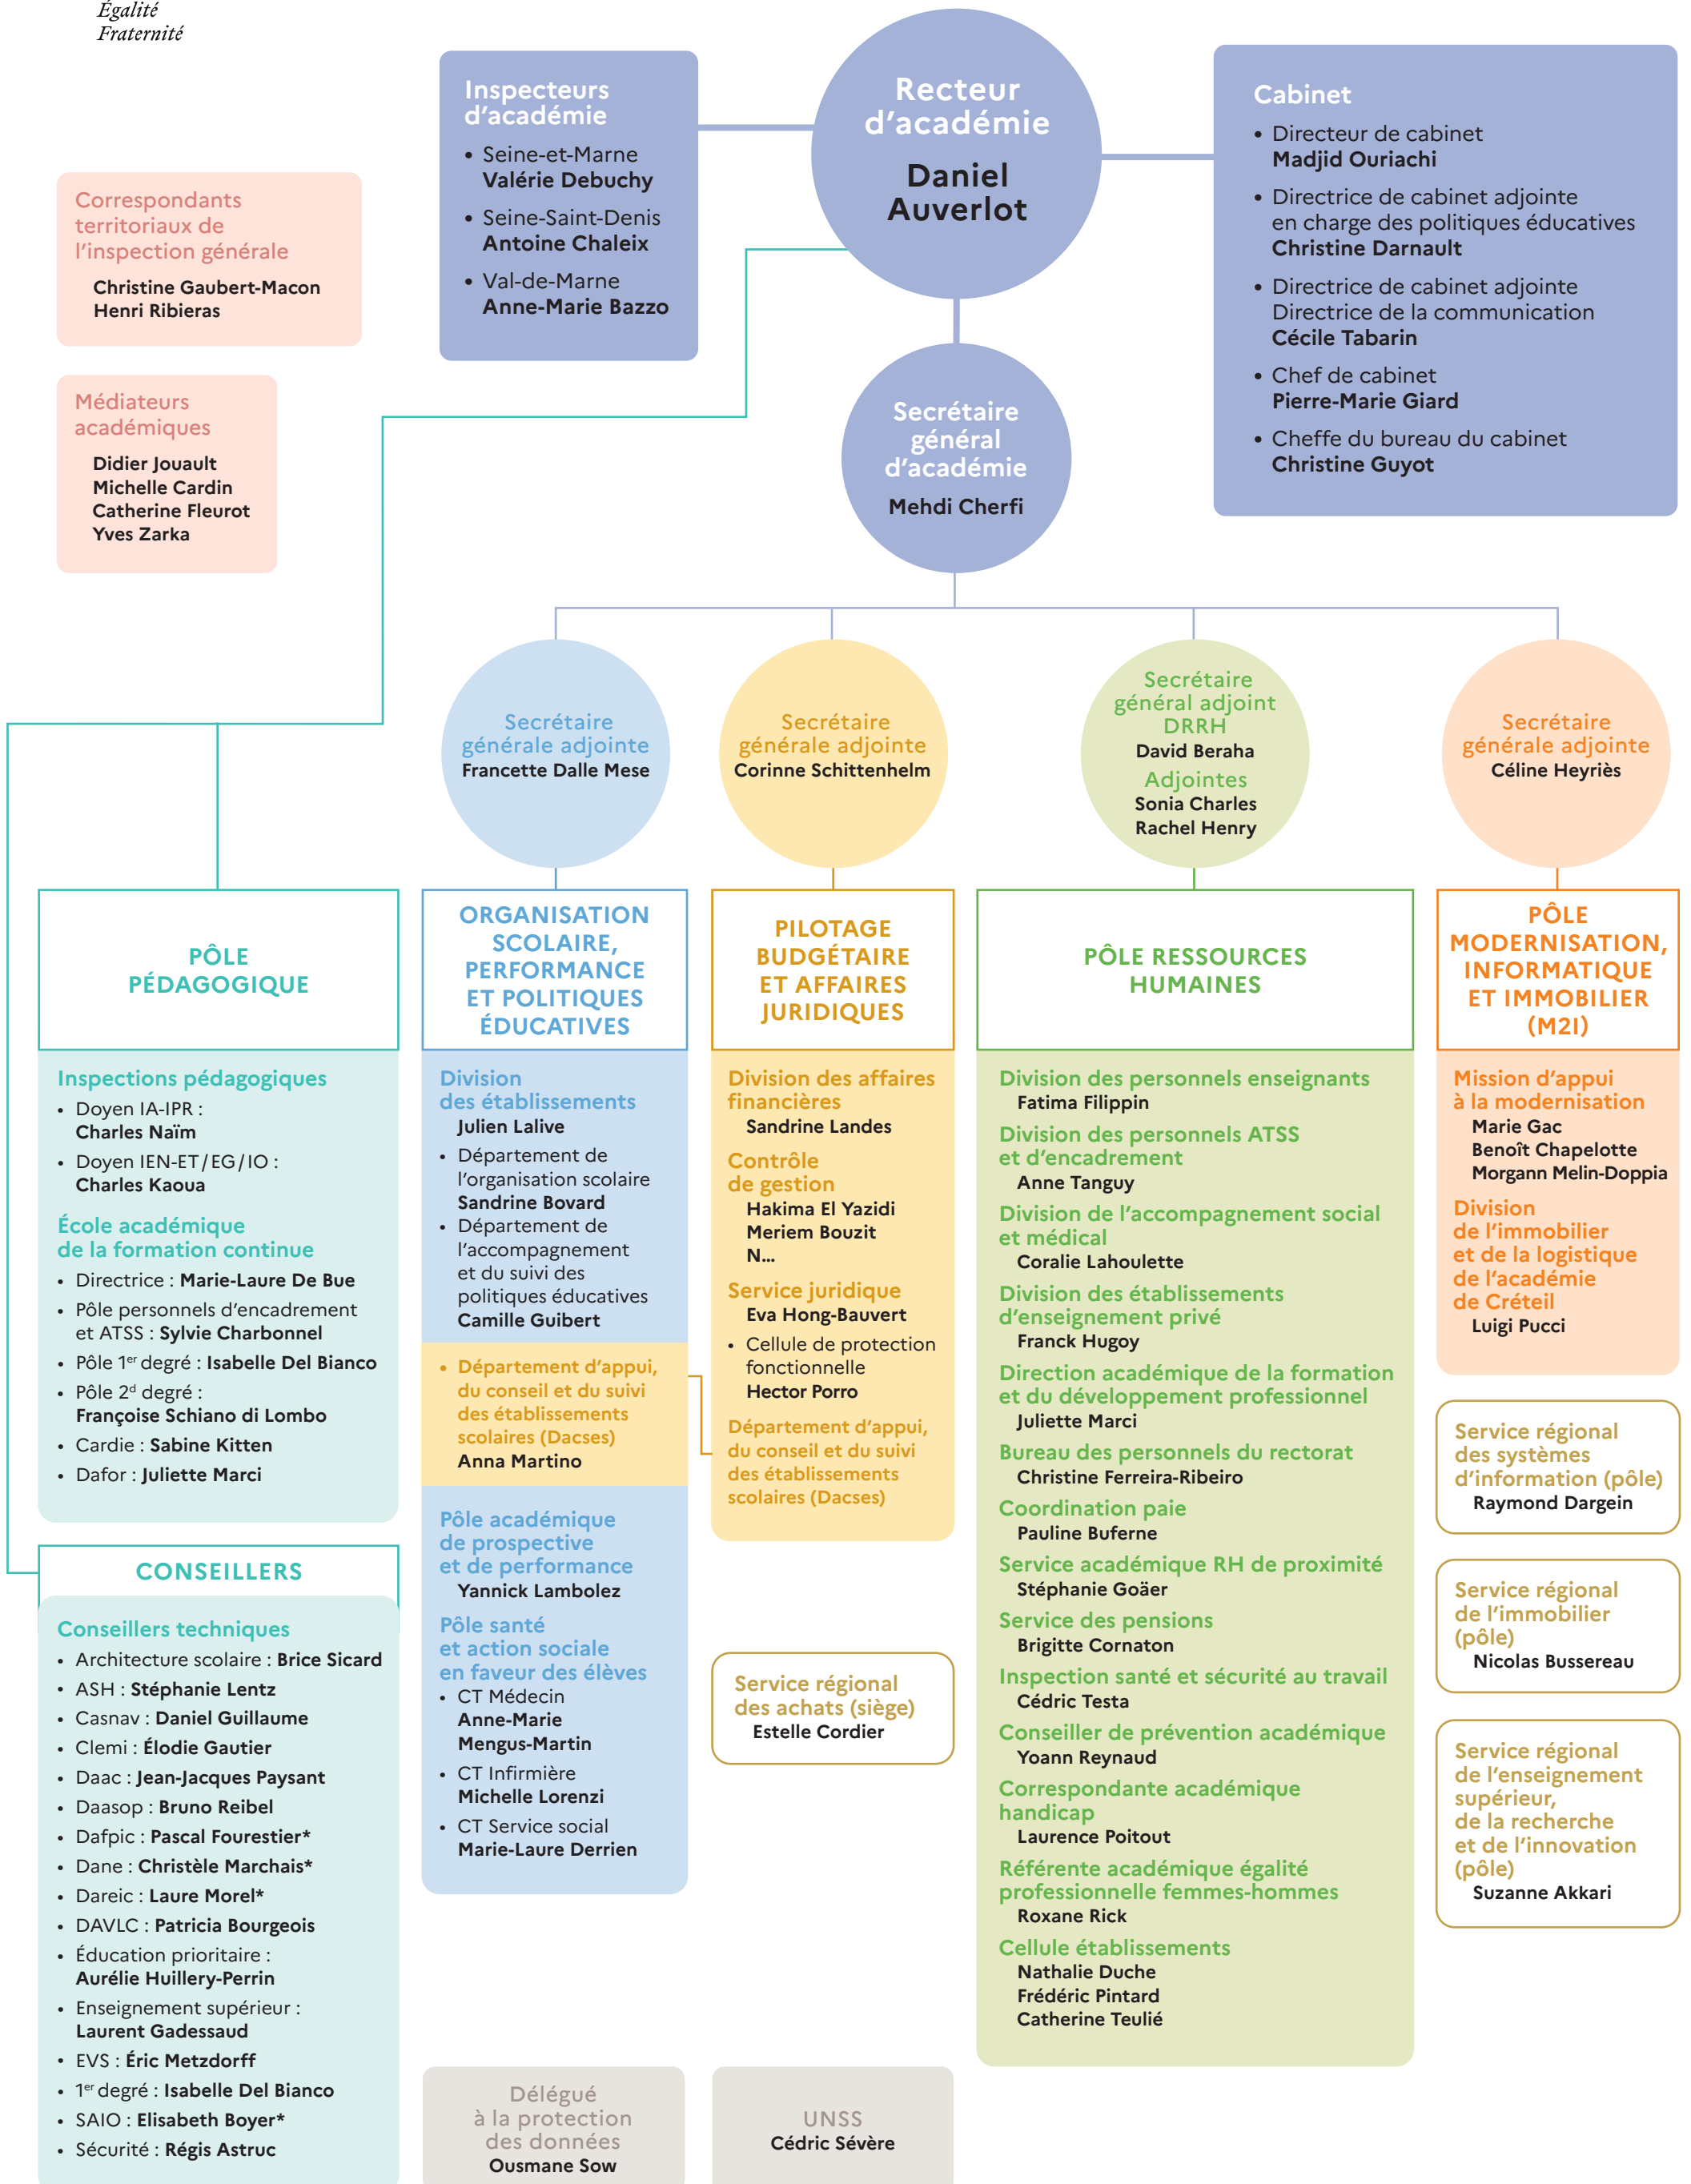 Égalité
Fraternité
Inspecteurs
d’académie
• Seine-et-Marne
Valérie Debuchy
• Seine-Saint-Denis
Antoine Chaleix
• Val-de-Marne
Anne-Marie Bazzo
Recteur
d’académie
Daniel
Auverlot
Cabinet
• Directeur de cabinet
Madjid Ouriachi
• Directrice de cabinet adjointe
en charge des politiques éducatives
Christine Darnault
• Directrice de cabinet adjointe
Directrice de la communication
Cécile Tabarin
• Chef de cabinet
Pierre-Marie Giard
• Cheffe du bureau du cabinet
Christine Guyot
Correspondants
territoriaux de
l’inspection générale
Christine Gaubert-Macon
Henri Ribieras
Médiateurs
académiques
Didier Jouault
Michelle Cardin
Catherine Fleurot
Yves Zarka
Secrétaire
général
d’académie
Mehdi Cherfi
Secrétaire
générale adjointe
Francette Dalle Mese
Secrétaire
générale adjointe
Corinne Schittenhelm
Secrétaire
général adjoint
DRRH
David Beraha
Adjointes
Sonia Charles
Rachel Henry
Secrétaire
générale adjointe
Céline Heyriès
PÔLE
PÉDAGOGIQUE
Inspections pédagogiques
• Doyen IA-IPR :
Charles Naïm
• Doyen IEN-ET/EG/IO :
Charles Kaoua
École académique
de la formation continue
• Directrice : Marie-Laure De Bue
• Pôle personnels d’encadrement
et ATSS : Sylvie Charbonnel
• Pôle 1er degré : Isabelle Del Bianco
• Pôle 2d degré :
Françoise Schiano di Lombo
• Cardie : Sabine Kitten
• Dafor : Juliette Marci
CONSEILLERS
Conseillers techniques
• Architecture scolaire : Brice Sicard
• ASH : Stéphanie Lentz
• Casnav : Daniel Guillaume
• Clemi : Élodie Gautier
• Daac : Jean-Jacques Paysant
• Daasop : Bruno Reibel
• Dafpic : Pascal Fourestier*
• Dane : Christèle Marchais*
• Dareic : Laure Morel*
• DAVLC : Patricia Bourgeois
• Éducation prioritaire :
Aurélie Huillery-Perrin
• Enseignement supérieur :
Laurent Gadessaud
• EVS : Éric Metzdorff
• 1er degré : Isabelle Del Bianco
• SAIO : Elisabeth Boyer*
• Sécurité : Régis Astruc
ORGANISATION
SCOLAIRE,
PERFORMANCE
ET POLITIQUES
ÉDUCATIVES
Division
des établissements
Julien Lalive
• Département de
l’organisation scolaire
Sandrine Bovard
• Département de
l’accompagnement
et du suivi des
politiques éducatives
Camille Guibert
• Département d’appui,
du conseil et du suivi
des établissements
scolaires (Dacses)
Anna Martino
Pôle académique
de prospective
et de performance
Yannick Lambolez
Pôle santé
et action sociale
en faveur des élèves
• CT Médecin
Anne-Marie
Mengus-Martin
• CT Infirmière
Michelle Lorenzi
• CT Service social
Marie-Laure Derrien
Délégué
à la protection
des données
Ousmane Sow
PILOTAGE
BUDGÉTAIRE
ET AFFAIRES
JURIDIQUES
Division des affaires
financières
Sandrine Landes
Contrôle
de gestion
Hakima El Yazidi
Meriem Bouzit
N...
Service juridique
Eva Hong-Bauvert
• Cellule de protection
fonctionnelle
Hector Porro
Département d’appui,
du conseil et du suivi
des établissements
scolaires (Dacses)
Service régional
des achats (siège)
Estelle Cordier
UNSS
Cédric Sévère
PÔLE RESSOURCES
HUMAINES
Division des personnels enseignants
Fatima Filippin
Division des personnels ATSS
et d’encadrement
Anne Tanguy
Division de l’accompagnement social
et médical
Coralie Lahoulette
Division des établissements
d’enseignement privé
Franck Hugoy
Direction académique de la formation
et du développement professionnel
Juliette Marci
Bureau des personnels du rectorat
Christine Ferreira-Ribeiro
Coordination paie
Pauline Buferne
Service académique RH de proximité
Stéphanie Goäer
Service des pensions
Brigitte Cornaton
Inspection santé et sécurité au travail
Cédric Testa
Conseiller de prévention académique
Yoann Reynaud
Correspondante académique
handicap
Laurence Poitout
Référente académique égalité
professionnelle femmes-hommes
Roxane Rick
Cellule établissements
Nathalie Duche
Frédéric Pintard
Catherine Teulié
PÔLE
MODERNISATION,
INFORMATIQUE
ET IMMOBILIER
(M2I)
Mission d’appui
à la modernisation
Marie Gac
Benoît Chapelotte
Morgann Melin-Doppia
Division
de l’immobilier
et de la logistique
de l’académie
de Créteil
Luigi Pucci
Service régional
des systèmes
d’information (pôle)
Raymond Dargein
Service régional
de l’immobilier
(pôle)
Nicolas Bussereau
Service régional
de l’enseignement
supérieur,
de la recherche
et de l’innovation
(pôle)
Suzanne Akkari